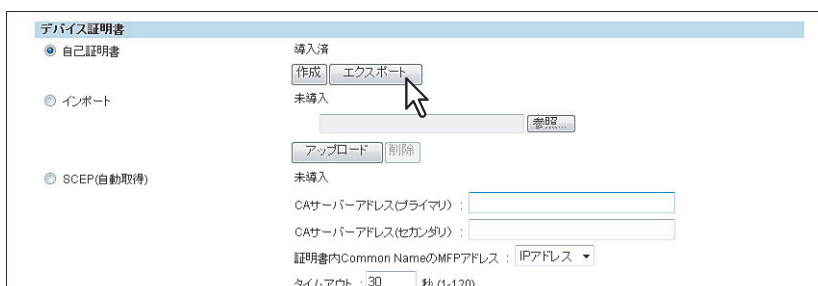 デバイス証明書
自己証明書 導入済
作成 エクスポート
インポート 未導入
参照...
アップロード 削除
SCEP(自動取得) 未導入
CAサーバーアドレス(プライマリ) :
CAサーバーアドレス(セカンダリ) :
証明書内Common NameのMFPアドレス : IPアドレス
タイムアウト : 30 秒 (1-120)